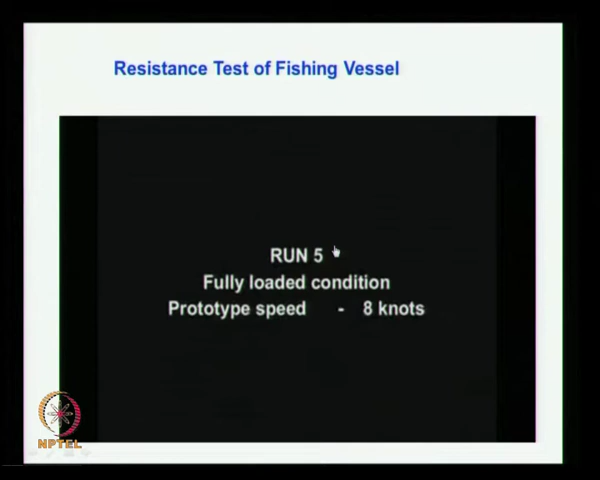 Resistance Test of Fishing Vessel
RUN 5
Fully loaded condition
Prototype speed - 8 knots
NPTEL